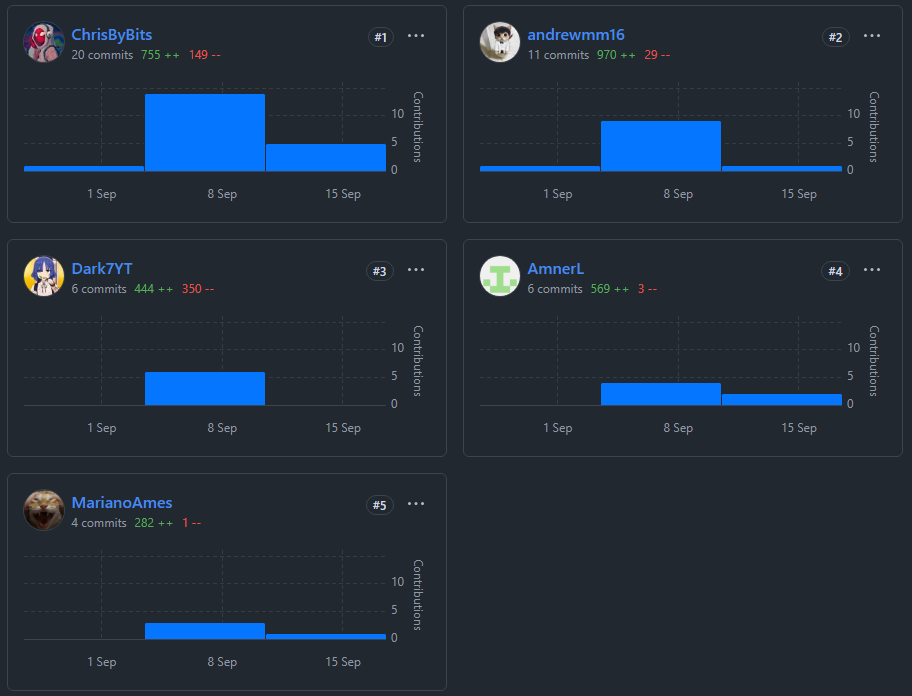 ChrisByBits
#1
...
20 commits 755 ++ 149 --
10
5
0
Contributions
1 Sep 8 Sep 15 Sep
andrewmm16
#2
...
11 commits 970 ++ 29 --
10
5
0
Contributions
1 Sep 8 Sep 15 Sep
Dark7YT
#3
...
6 commits 444 ++ 350 --
10
5
0
Contributions
1 Sep 8 Sep 15 Sep
AmnerL
#4
...
6 commits 569 ++ 3 --
10
5
0
Contributions
1 Sep 8 Sep 15 Sep
MarianoAmes
#5
...
4 commits 282 ++ 1 --
10
5
0
Contributions
1 Sep 8 Sep 15 Sep